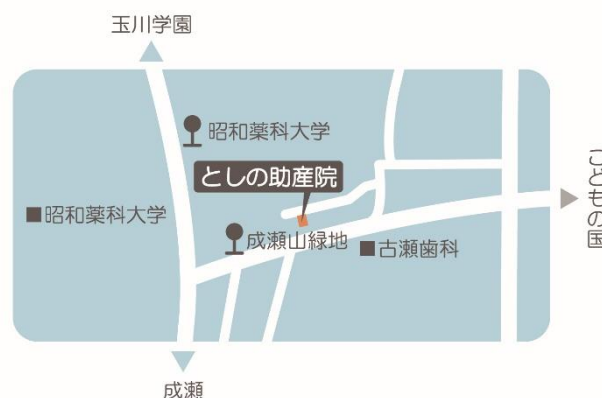 玉川学園
昭和薬科大学
としの助産院
■昭和薬科大学
成瀬山緑地
■古瀬歯科
こどもの国
成瀬